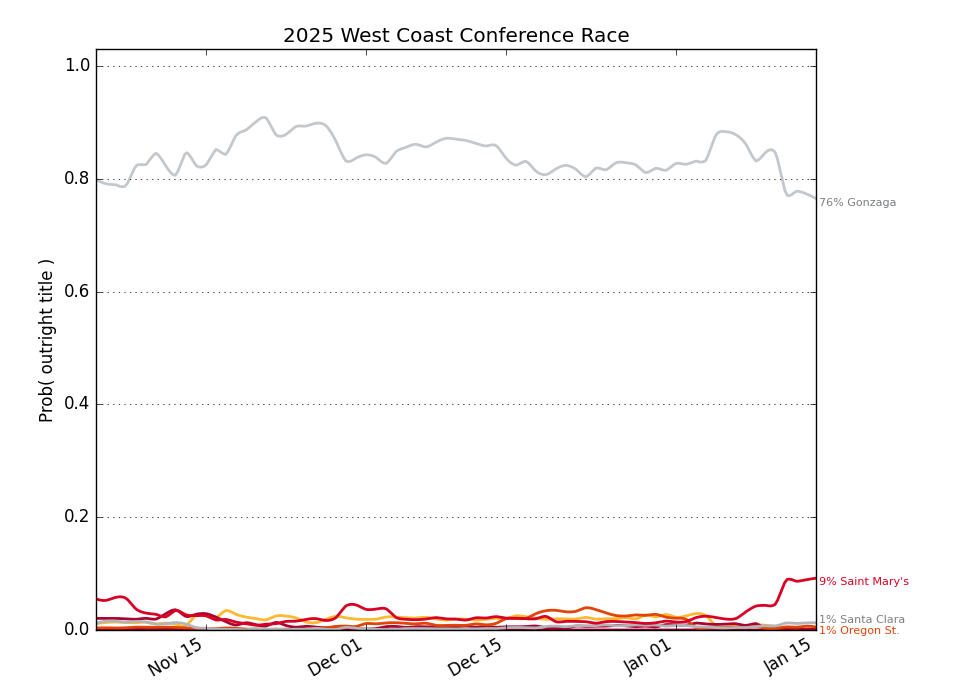 2025 West Coast Conference Race
Prob( outright title )
1.0
0.8
0.6
0.4
0.2
0.0
76% Gonzaga
9% Saint Mary's
1% Santa Clara
1% Oregon St.
Nov 15
Dec 01
Dec 15
Jan 01
Jan 15